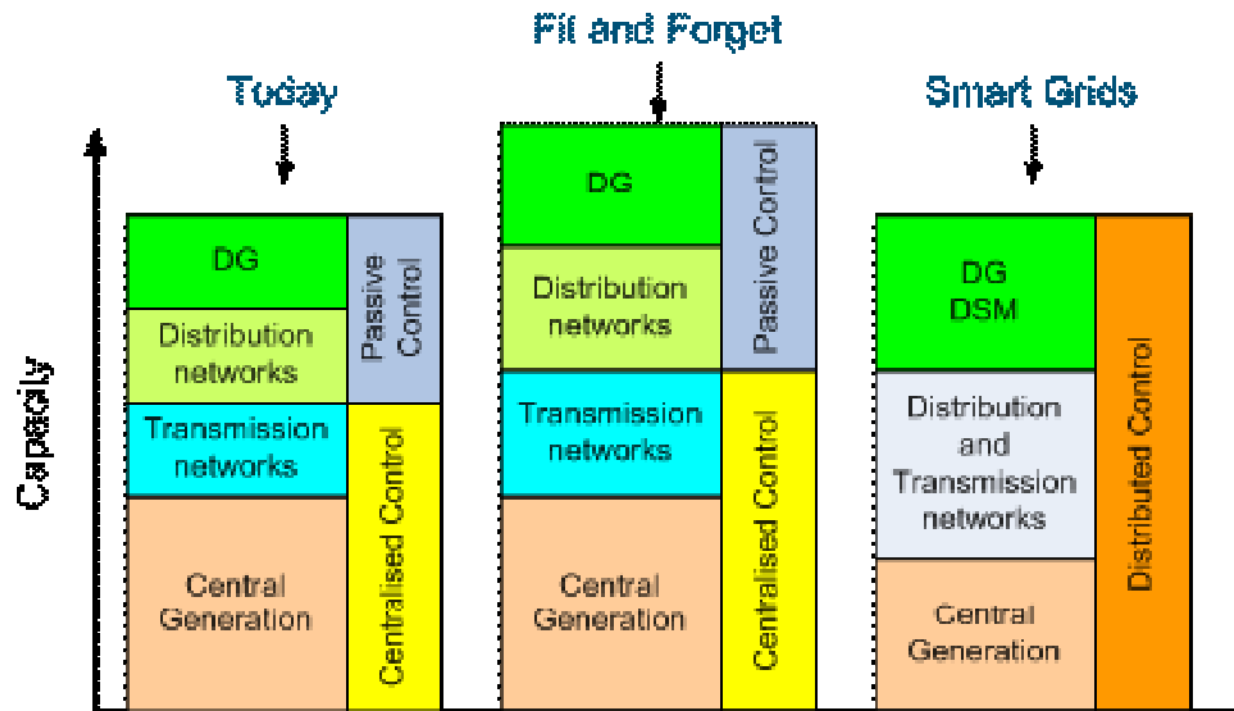 Fit and Forget
Today
Smart Grids
Capacity
DG
Distribution
networks
Transmission
networks
Central
Generation
Passive
Control
Centralised Control
DG
Distribution
networks
Transmission
networks
Central
Generation
Passive Control
Centralised Control
DG
DSM
Distribution
and
Transmission
networks
Central
Generation
Distributed Control